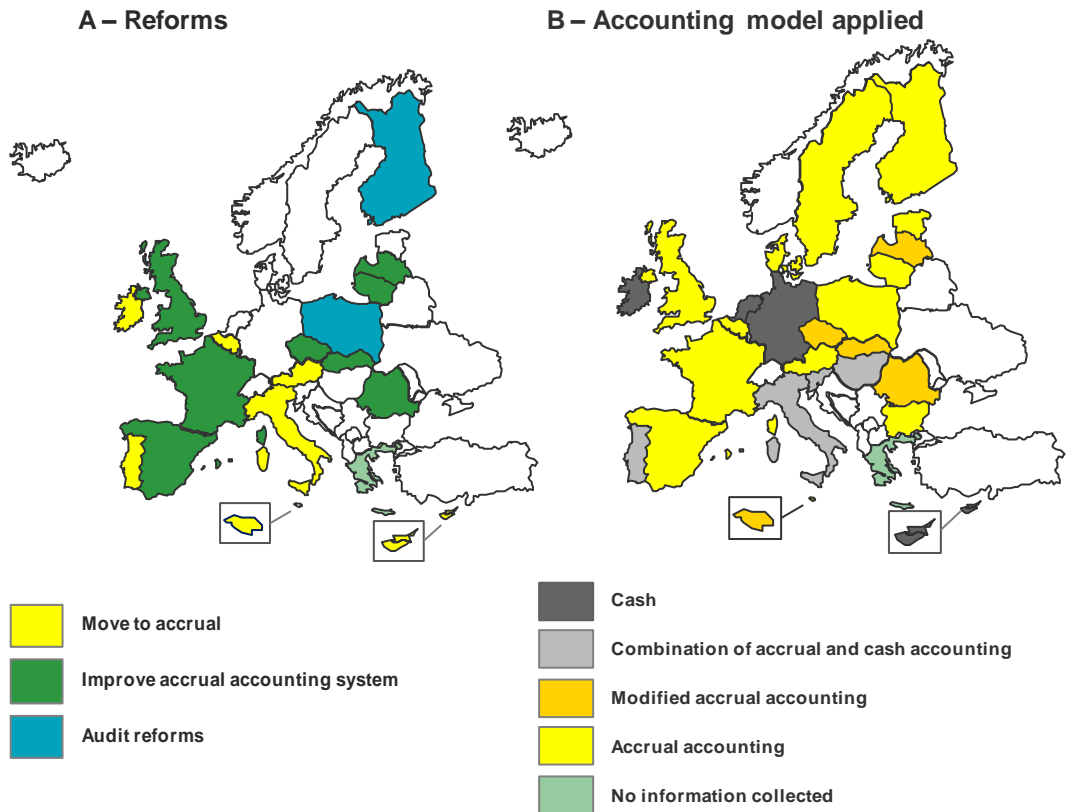 A – Reforms
B – Accounting model applied
Move to accrual
Improve accrual accounting system
Audit reforms
Cash
Combination of accrual and cash accounting
Modified accrual accounting
Accrual accounting
No information collected